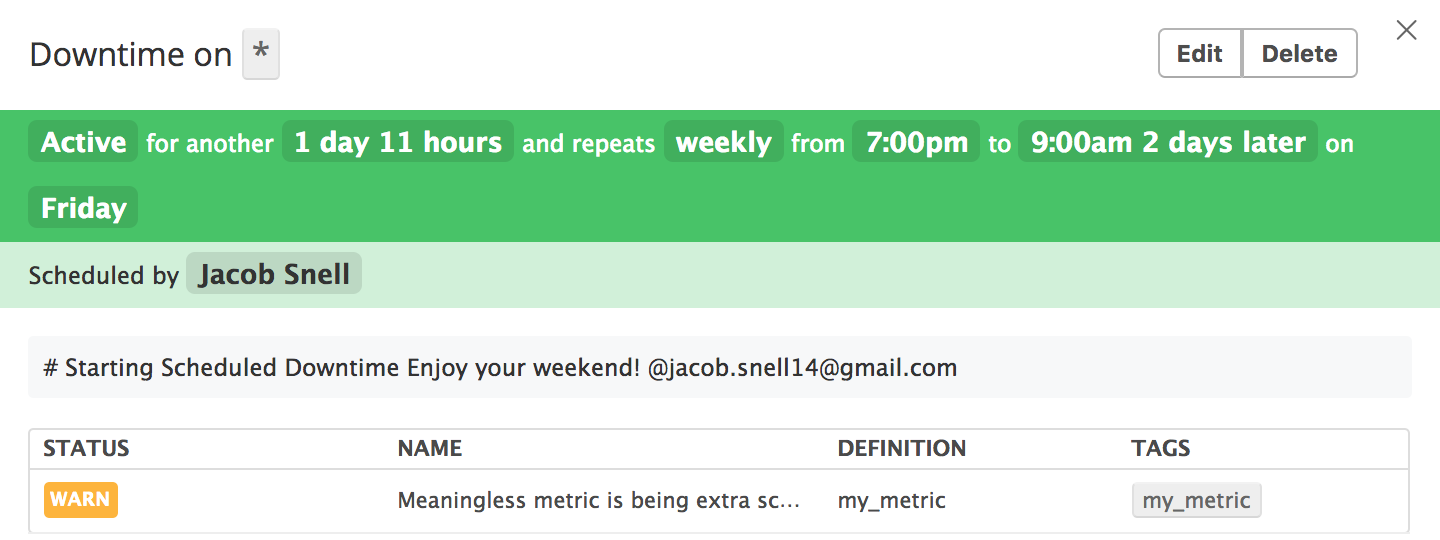 Downtime on * Edit Delete
Active for another 1 day 11 hours and repeats weekly from 7:00pm to 9:00am 2 days later on
Friday
Scheduled by Jacob Snell
# Starting Scheduled Downtime Enjoy your weekend! @jacob.snell14@gmail.com
STATUS NAME DEFINITION TAGS
WARN Meaningless metric is being extra sc... my_metric my_metric